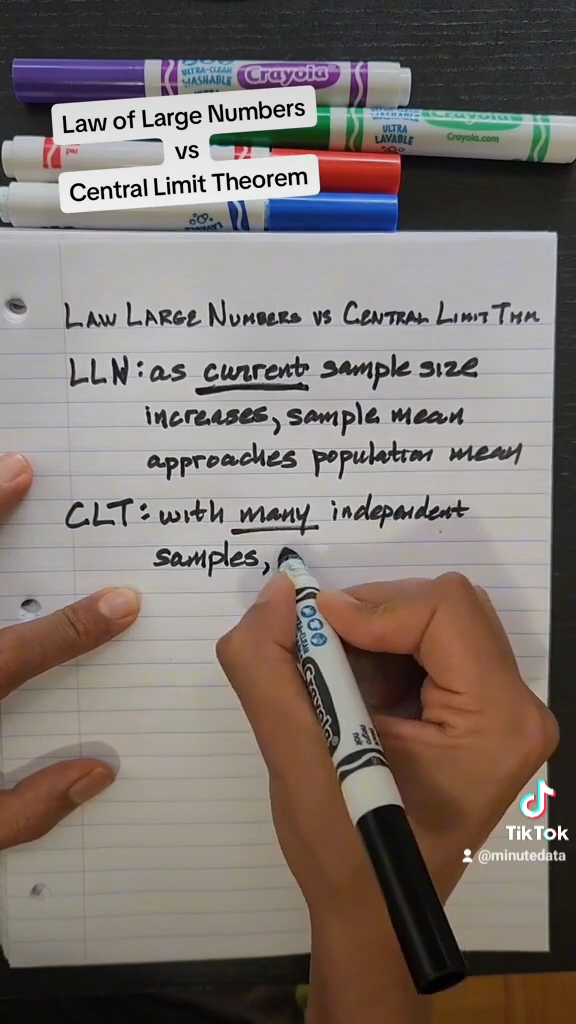 ULTRA-CLEAN
WASHABLE
Crayola
Law of Large Numbers
vs
Central Limit Theorem
ULTRA
LAVABLE
Crayola.com
LAW LARGE NUMBERS VS CENTRAL LIMIT THM
LLN: as current sample size
increases, sample mean
approaches population mean
CLT: with many independent
samples,
Crayola
TikTok
@minutedata